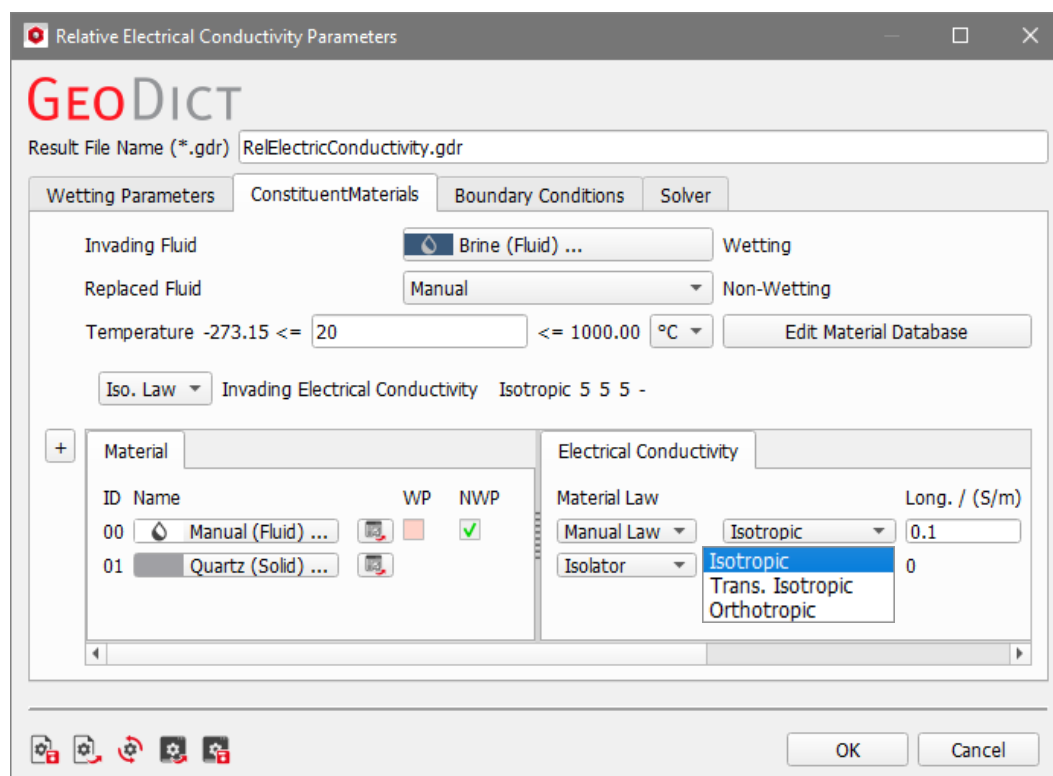 Relative Electrical Conductivity Parameters
GEODICT
Result File Name (*.gdr) RelElectricConductivity.gdr
Wetting Parameters ConstituentMaterials Boundary Conditions Solver
Invading Fluid Brine (Fluid) ... Wetting
Replaced Fluid Manual Non-Wetting
Temperature -273.15 <= 20 <= 1000.00 °C Edit Material Database
Iso. Law Invading Electrical Conductivity Isotropic 5 5 5 -
+ Material Electrical Conductivity
ID Name WP NWP Material Law Long. / (S/m)
00 Manual (Fluid) ... Manual Law Isotropic 0.1
01 Quartz (Solid) ... Isolator Isotropic 0
Trans. Isotropic
Orthotropic
OK Cancel